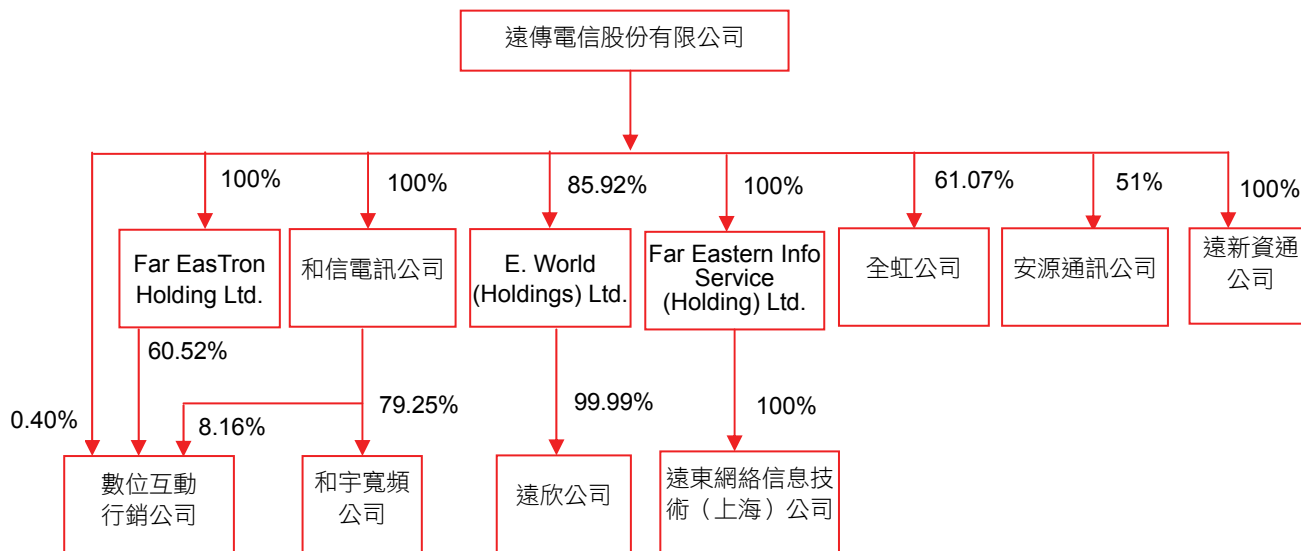 遠傳電信股份有限公司
100%
100%
85.92%
100%
61.07%
51%
100%
Far EasTron
Holding Ltd.
和信電訊公司
E. World
(Holdings) Ltd.
Far Eastern Info
Service
(Holding) Ltd.
全虹公司
安源通訊公司
遠新資通
公司
60.52%
0.40%
8.16%
79.25%
99.99%
100%
數位互動
行銷公司
和宇寬頻
公司
遠欣公司
遠東網絡信息技
術（上海）公司